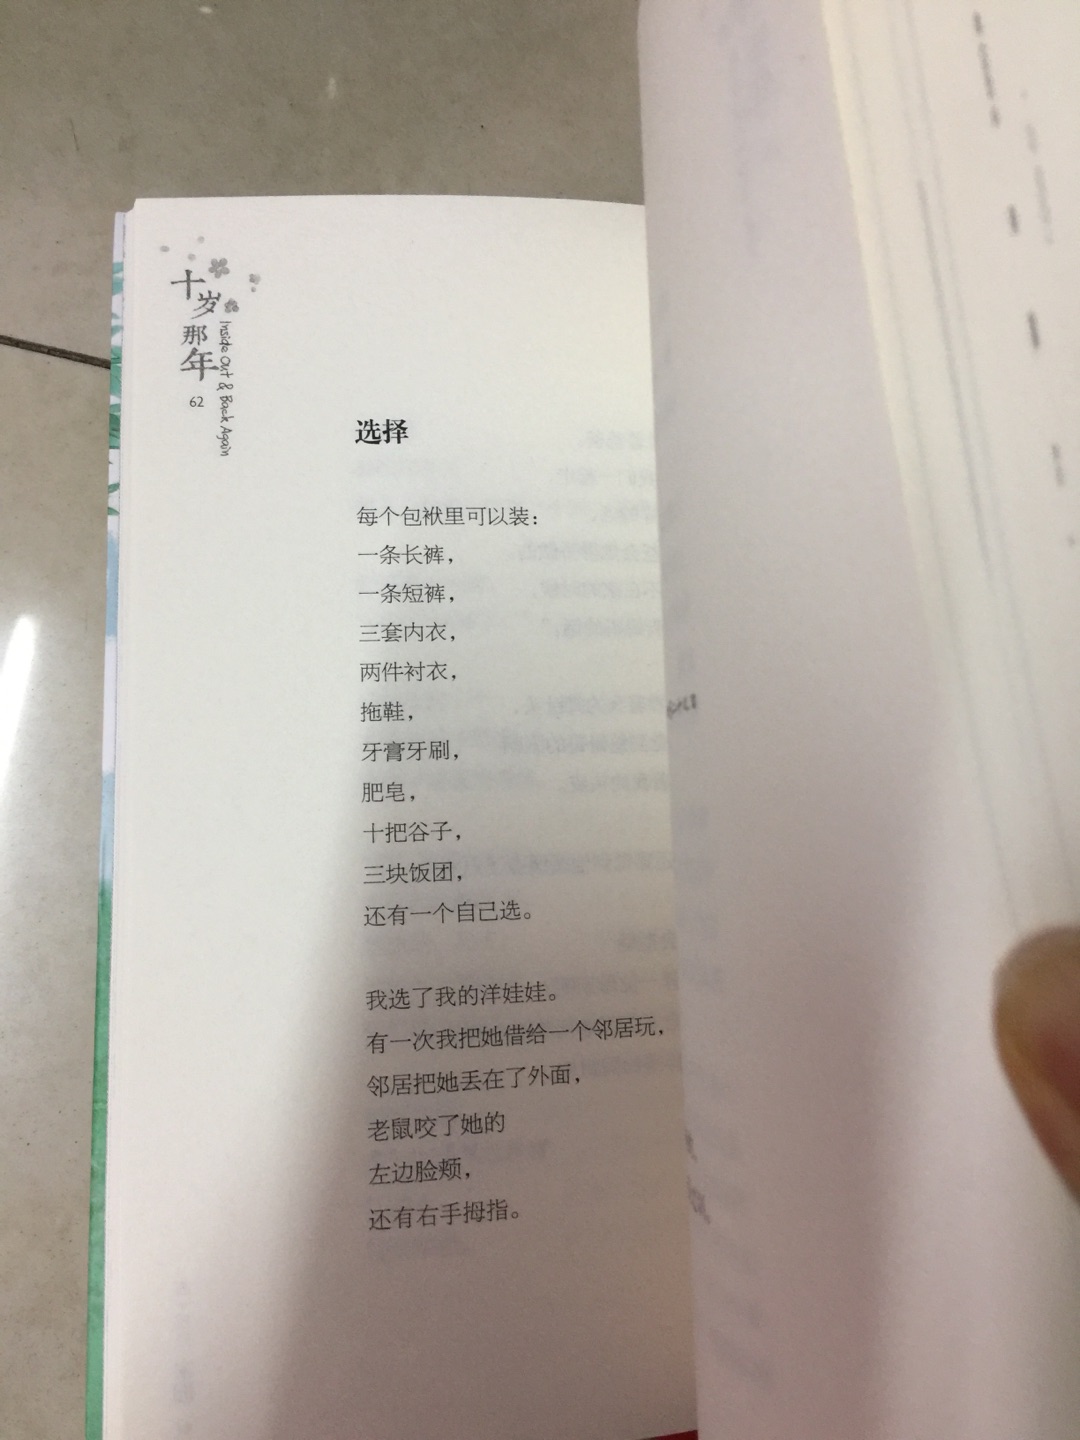 十岁那年
Inside Out & Back Again
62
选择
每个包袱里可以装：
一条长裤，
一条短裤，
三套内衣，
两件衬衣，
拖鞋，
牙膏牙刷，
肥皂，
十把谷子，
三块饭团，
还有一个自己选。
我选了我的洋娃娃。
有一次我把她借给一个邻居玩，
邻居把她丢在了外面，
老鼠咬了她的
左边脸颊，
还有右手拇指。